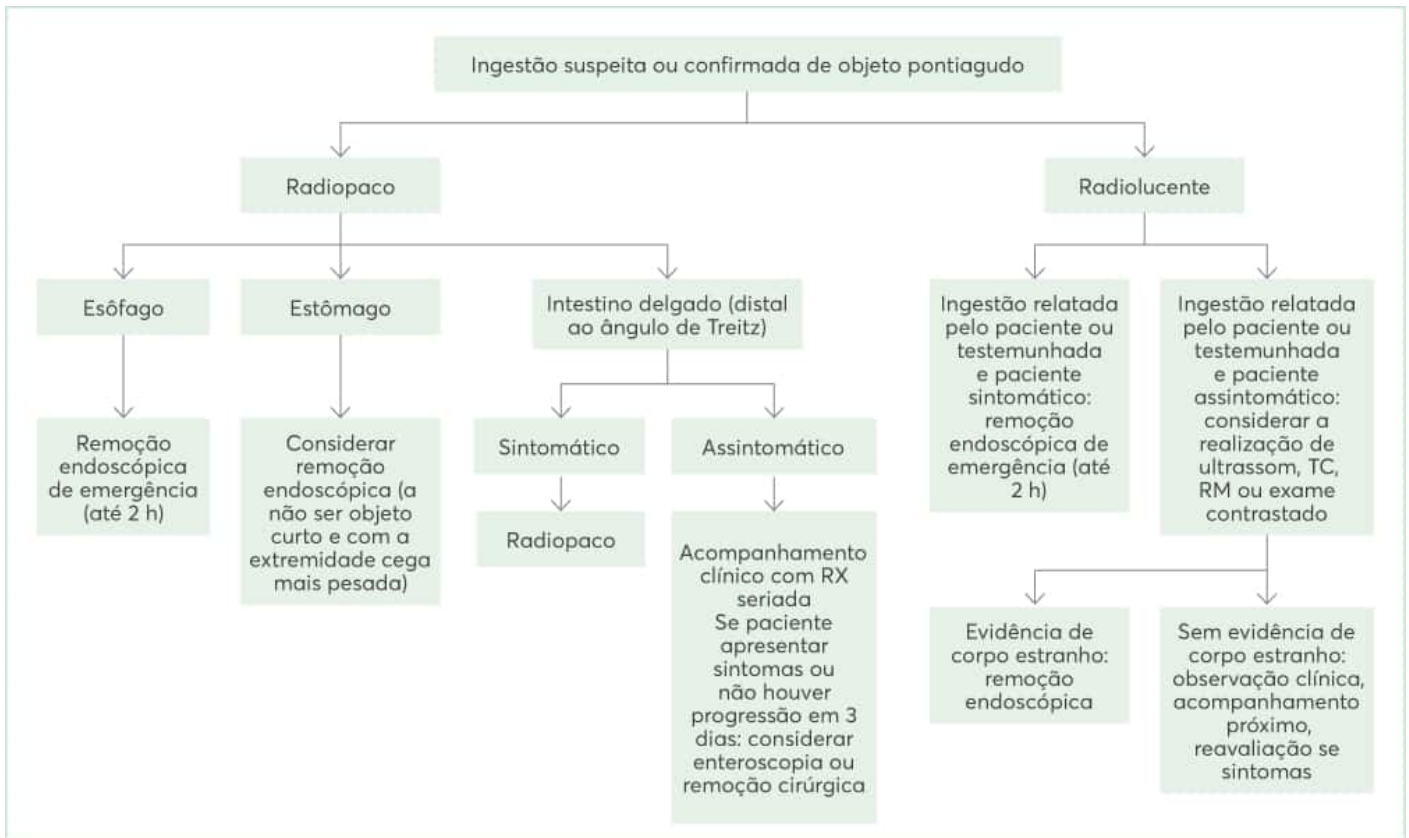 Ingestão suspeita ou confirmada de objeto pontiagudo
Radiopaco
Radiolucente
Esôfago
Estômago
Intestino delgado (distal
ao ângulo de Treitz)
Ingestão relatada
pelo paciente ou
testemunhada
e paciente
sintomático:
remoção
endoscópica de
emergência (até
2 h)
Ingestão relatada
pelo paciente ou
testemunhada
e paciente
assintomático:
considerar a
realização de
ultrassom, TC,
RM ou exame
contrastado
Remoção
endoscópica
de emergência
(até 2 h)
Considerar
remoção
endoscópica (a
não ser objeto
curto e com a
extremidade cega
mais pesada)
Sintomático
Assintomático
Radiopaco
Acompanhamento
clínico com RX
seriada
Se paciente
apresentar
sintomas ou
não houver
progressão em 3
dias: considerar
enteroscopia ou
remoção cirúrgica
Evidência de
corpo estranho:
remoção
endoscópica
Sem evidência de
corpo estranho:
observação clínica,
acompanhamento
próximo,
reavaliação se
sintomas